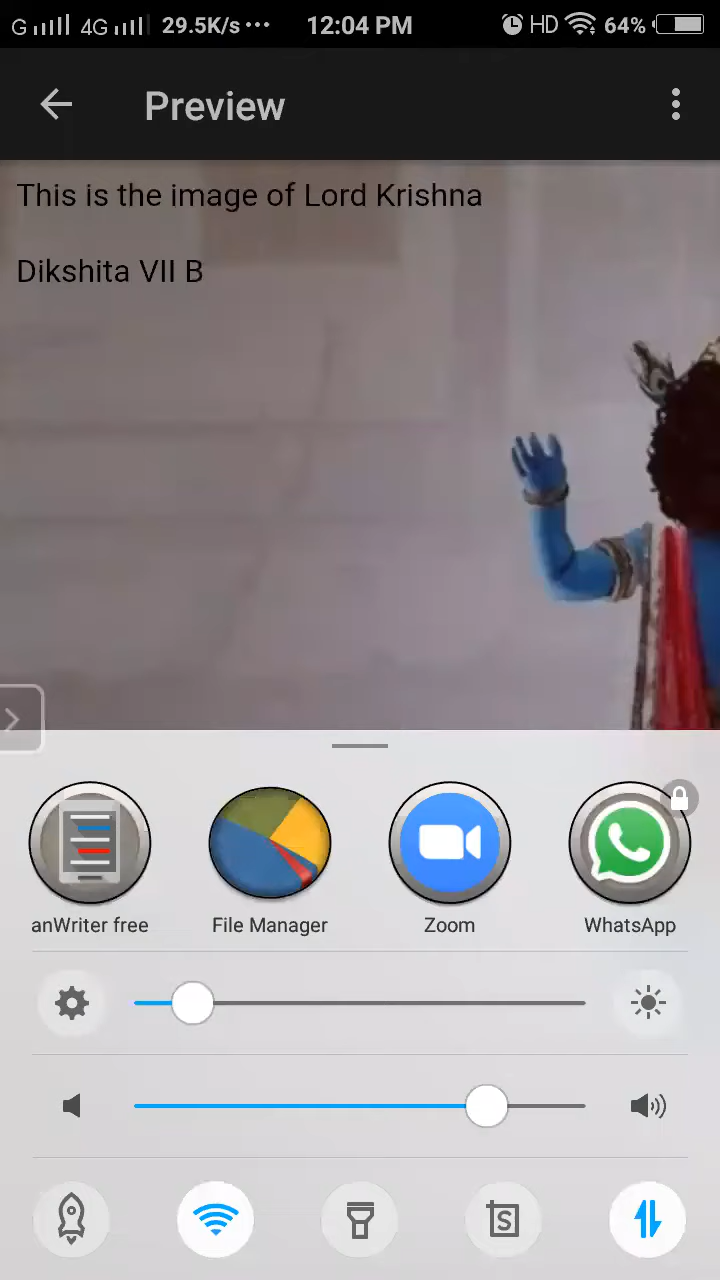 G 4G 29.5K/s ... 12:04 PM HD 64%
Preview
This is the image of Lord Krishna
Dikshita VII B
anWriter free File Manager Zoom WhatsApp
S